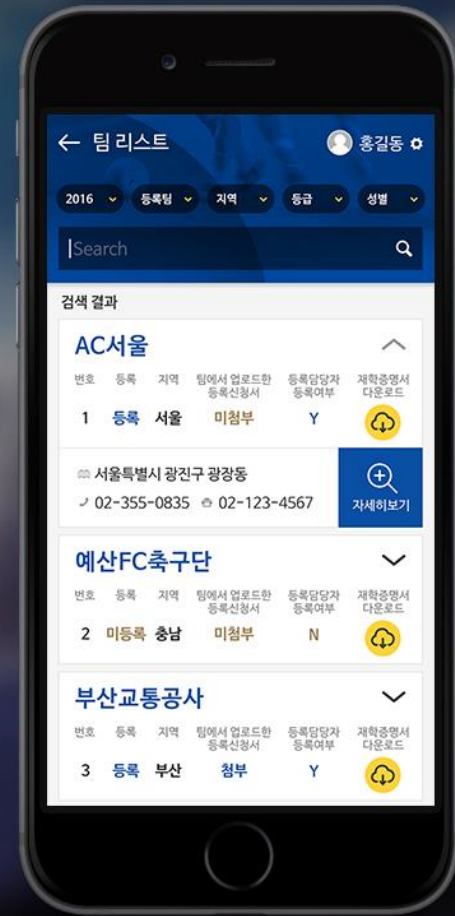 ← 팀 리스트 홍길동
2016 등록팀 지역 등급 성별
Search
검색 결과
AC서울
번호 등록 지역 팀에서 업로드한 등록신청서 등록담당자 등록여부 재학증명서 다운로드
1 등록 서울 미첨부 Y
서울특별시 광진구 광장동
02-355-0835 02-123-4567
자세히보기
예산FC축구단
번호 등록 지역 팀에서 업로드한 등록신청서 등록담당자 등록여부 재학증명서 다운로드
2 미등록 충남 미첨부 N
부산교통공사
번호 등록 지역 팀에서 업로드한 등록신청서 등록담당자 등록여부 재학증명서 다운로드
3 등록 부산 첨부 Y